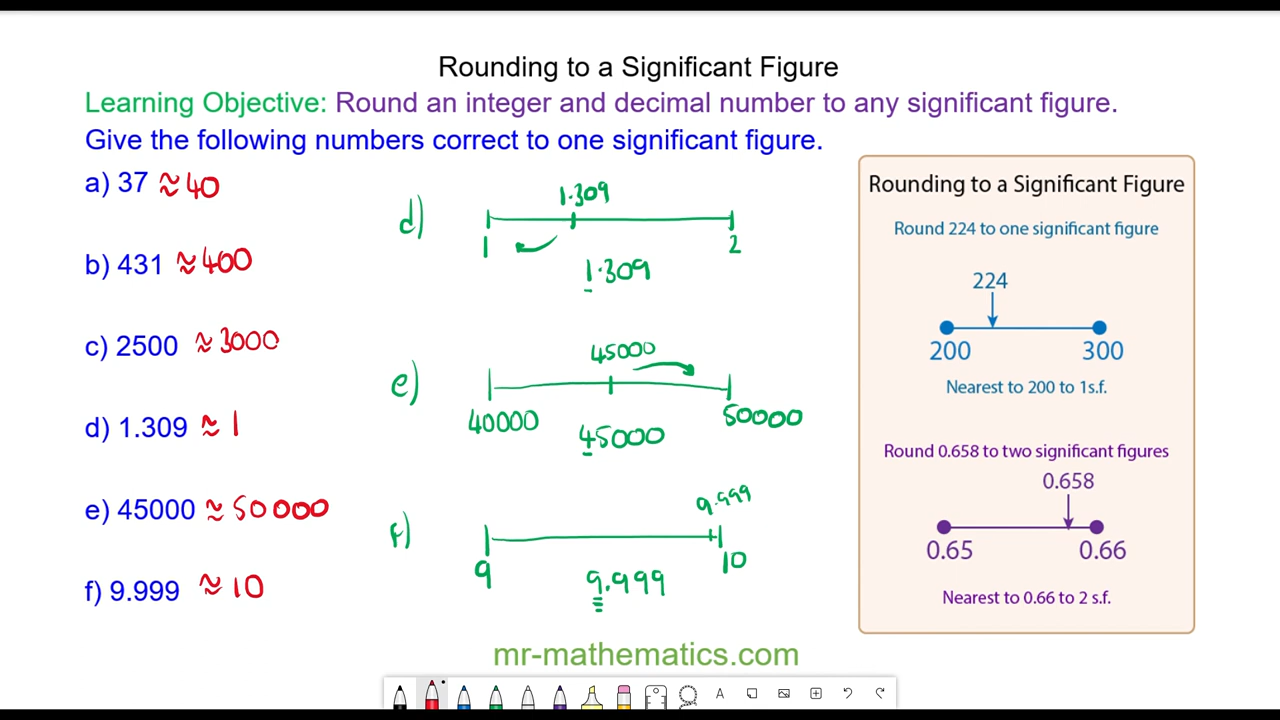 Rounding to a Significant Figure
Learning Objective: Round an integer and decimal number to any significant figure.
Give the following numbers correct to one significant figure.
a) 37 ≈ 40
b) 431 ≈ 400
c) 2500 ≈ 3000
d) 1.309 ≈ 1
e) 45000 ≈ 50000
f) 9.999 ≈ 10
d)
1.309
1 2
1.309
e)
45000
40000 50000
45000
f)
9.999
9 10
9.999
Rounding to a Significant Figure
Round 224 to one significant figure
224
200 300
Nearest to 200 to 1s.f.
Round 0.658 to two significant figures
0.658
0.65 0.66
Nearest to 0.66 to 2 s.f.
mr-mathematics.com
A